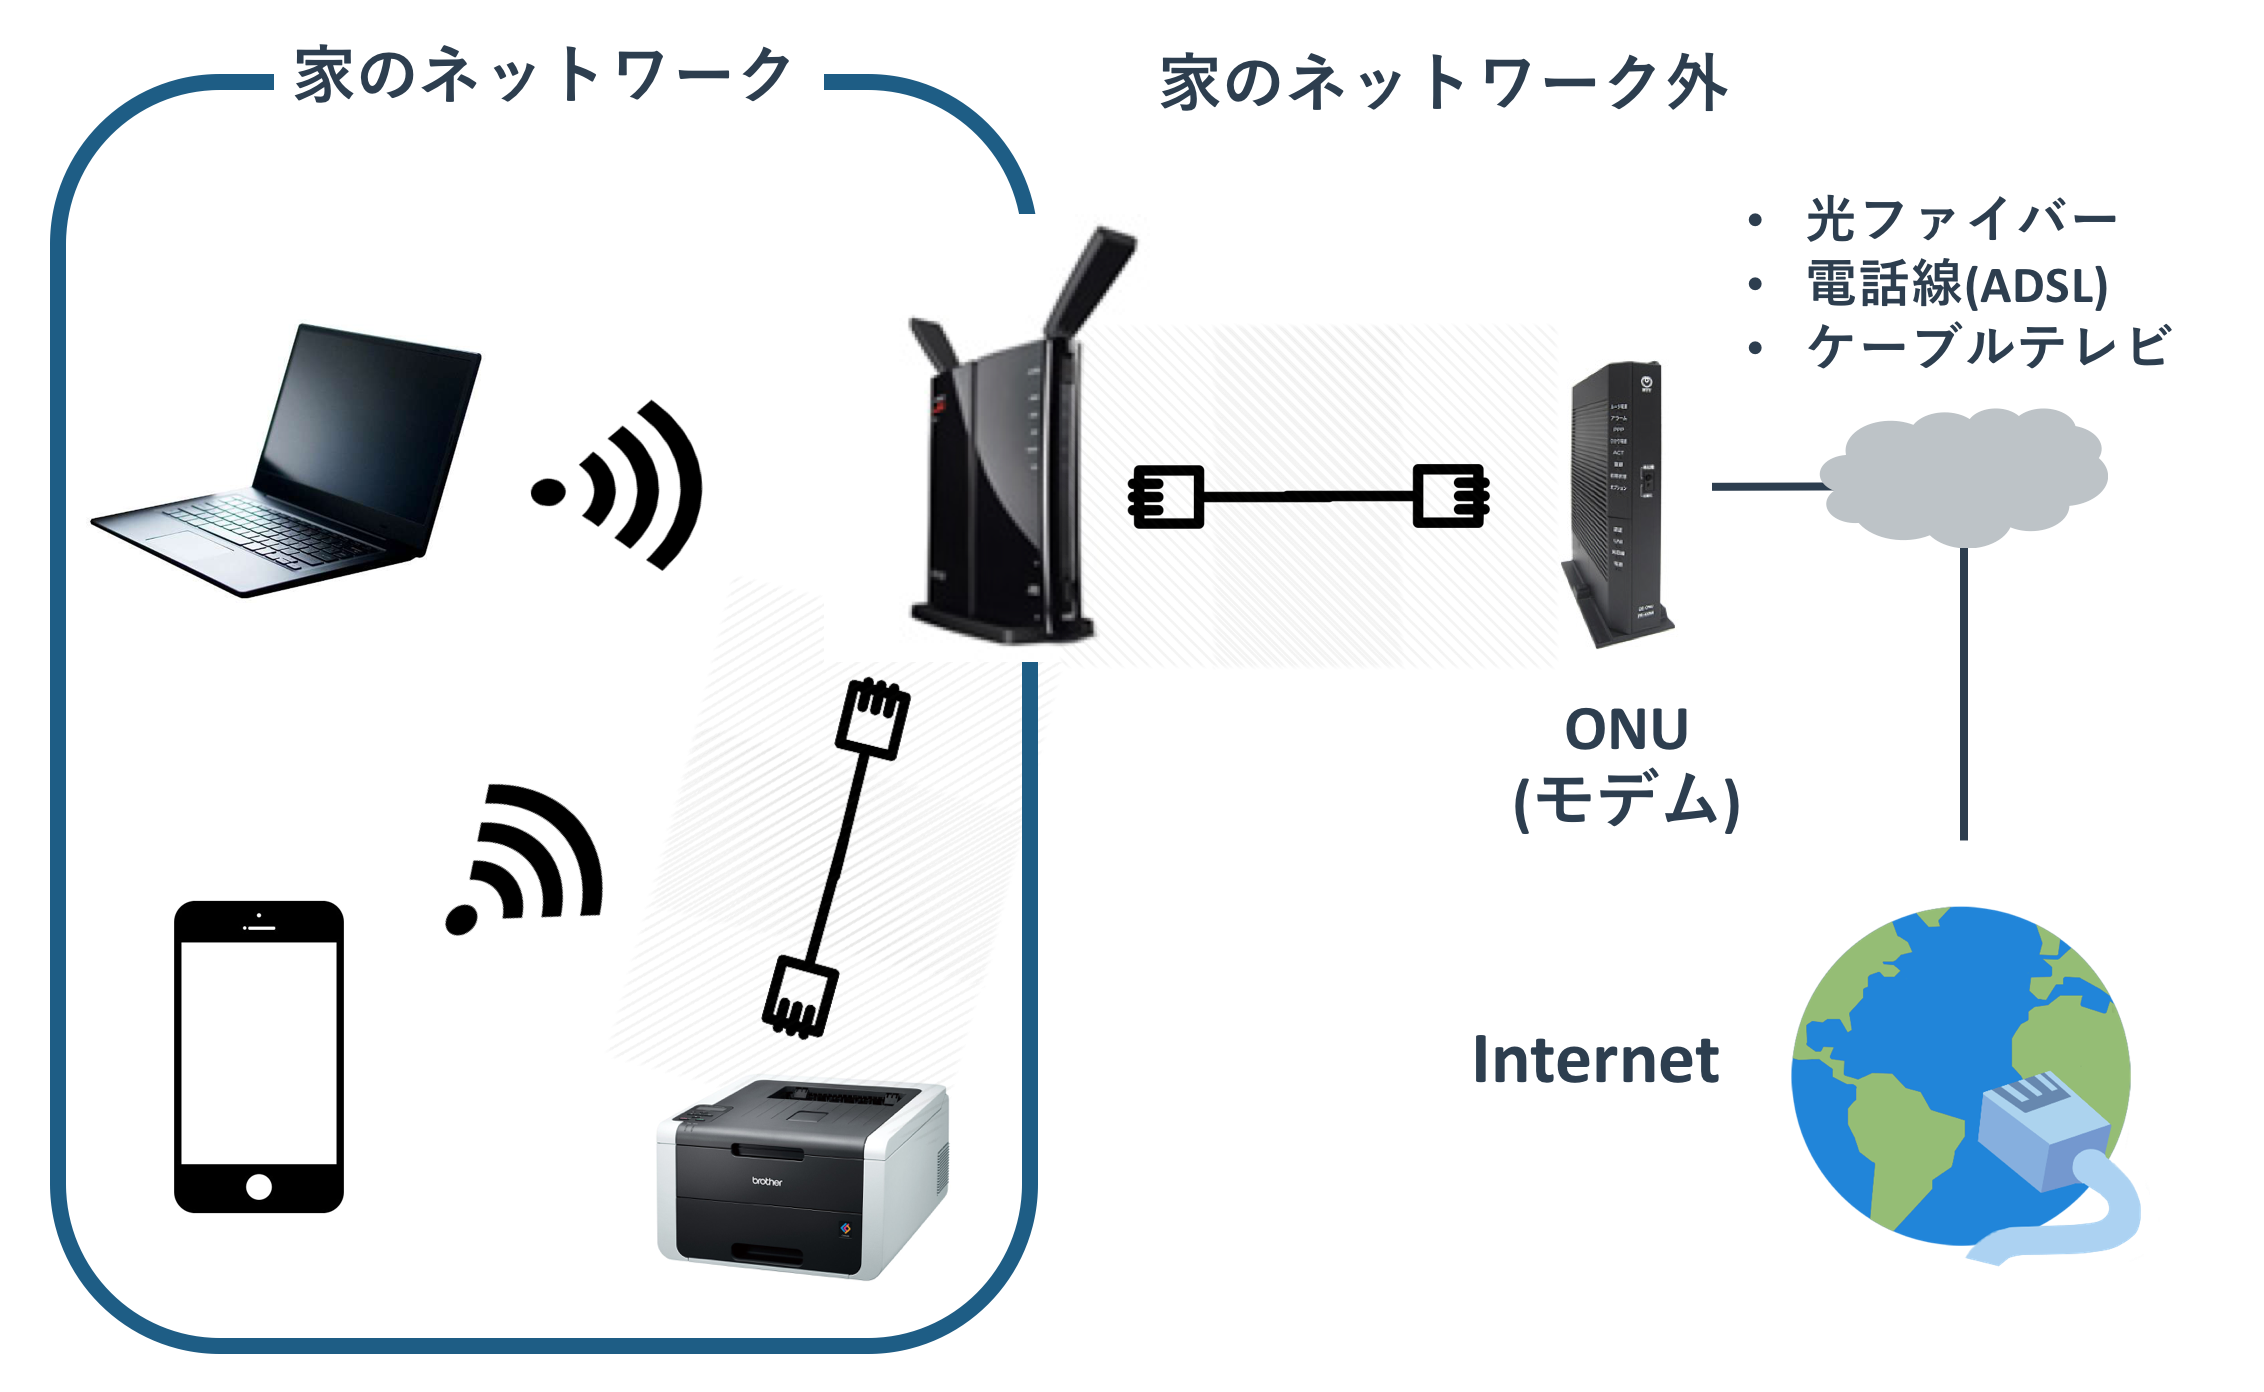 家のネットワーク
家のネットワーク外
• 光ファイバー
• 電話線(ADSL)
• ケーブルテレビ
PPP
ACT
ONU
(モデム)
Internet
brother